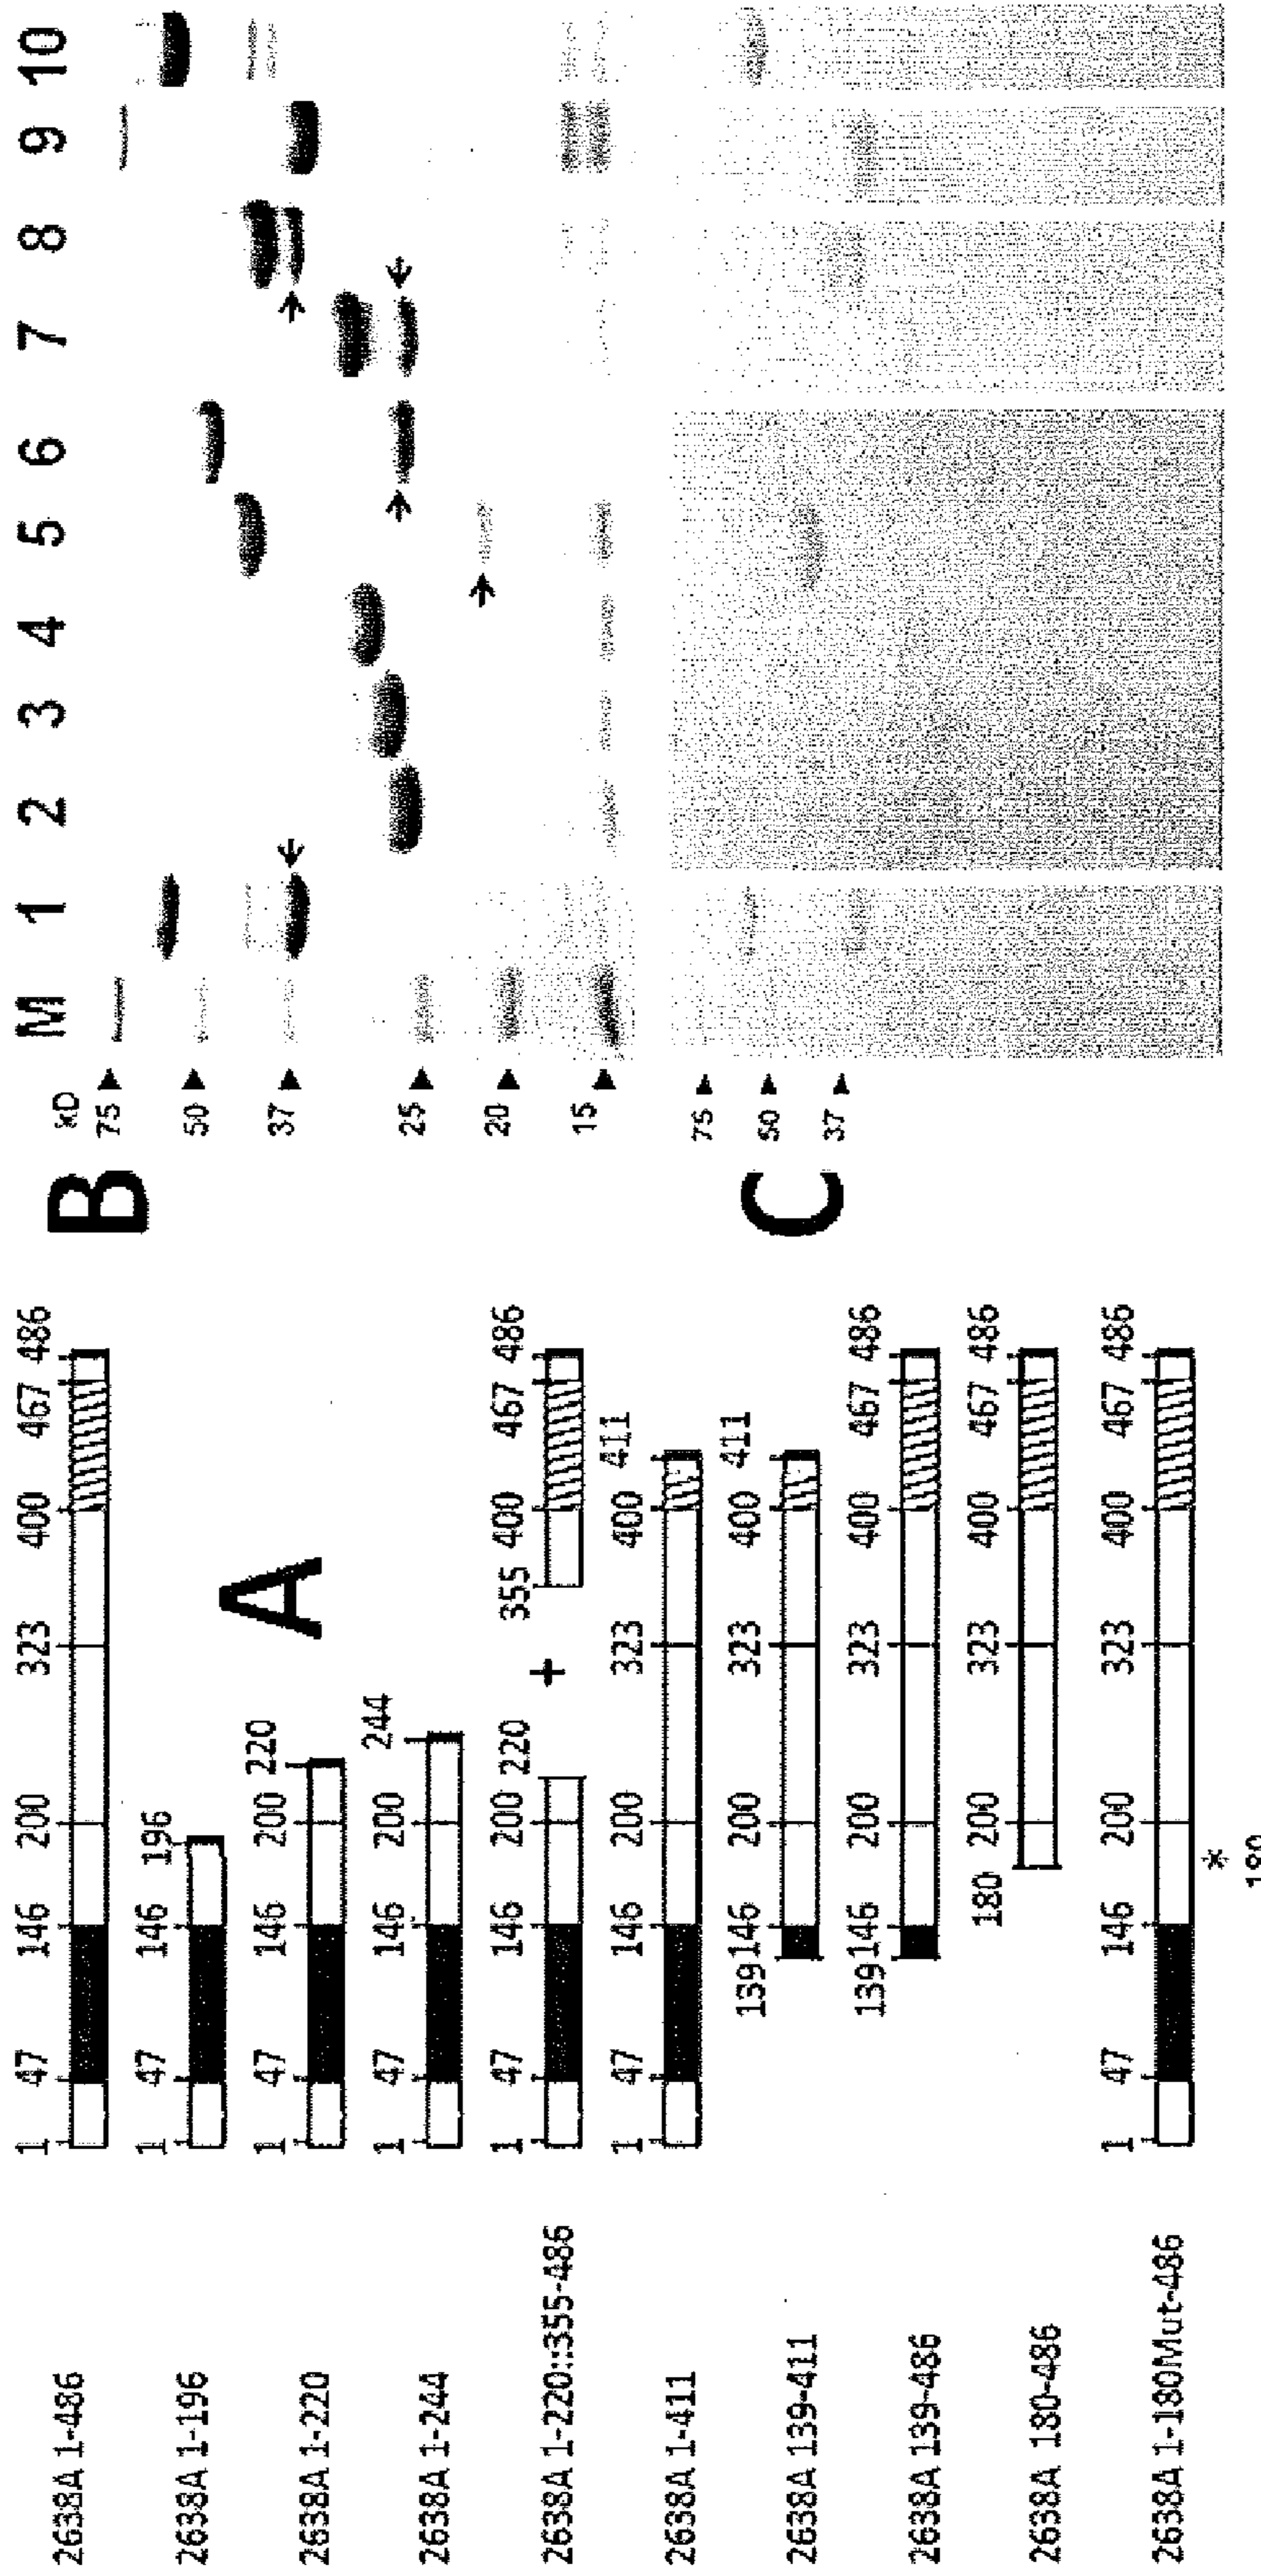 A
2638A 1-486
1 47 146 200 323 400 467 486
2638A 1-196
1 47 146 196
2638A 1-220
1 47 146 200 220
2638A 1-244
1 47 146 200 244
2638A 1-220::355-486
1 47 146 200 220 + 355 400 467 486
2638A 1-411
1 47 146 200 323 400 411
2638A 139-411
139 146 200 323 400 411
2638A 139-486
139 146 200 323 400 467 486
2638A 180-486
180 200 323 400 467 486
2638A 1-180Mut-486
1 47 146 200 323 400 467 486
*
180
B
kD M 1 2 3 4 5 6 7 8 9 10
75
50
37
25
20
15
C
75
50
37